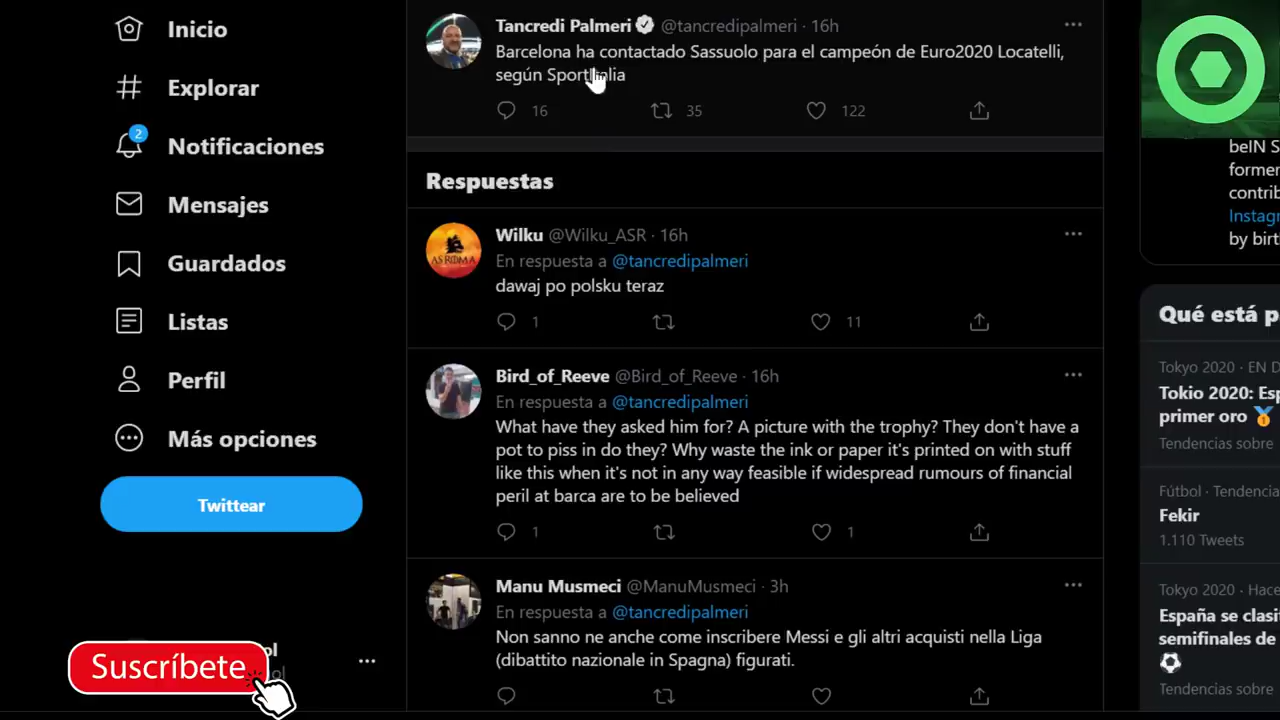 Inicio
Explorar
2
Notificaciones
Mensajes
Guardados
Listas
Perfil
Más opciones
Twittear
Suscríbete
Tancredi Palmeri @tancredipalmeri · 16h
Barcelona ha contactado Sassuolo para el campeón de Euro2020 Locatelli,
según
16 35 122
Respuestas
Wilku @Wilku_ASR · 16h
En respuesta a @tancredipalmeri
dawaj po polsku teraz
1 11
AS ROMA
Bird_of_Reeve @Bird_of_Reeve · 16h
En respuesta a @tancredipalmeri
What have they asked him for? A picture with the trophy? They don't have a
pot to piss in do they? Why waste the ink or paper it's printed on with stuff
like this when it's not in any way feasible if widespread rumours of financial
peril at barca are to be believed
1 1
Manu Musmeci @ManuMusmeci · 3h
En respuesta a @tancredipalmeri
Non sanno ne anche come inscribere Messi e gli altri acquisti nella Liga
(dibattito nazionale in Spagna) figurati.
beIN S
former
contrib
Instag
by birt
Qué está p
Tokyo 2020 · EN D
Tokio 2020: Esp
primer oro
Tendencias sobre
Fútbol · Tendencia
Fekir
1.110 Tweets
Tokyo 2020 · Hace
España se clasi
semifinales de
Tendencias sobre